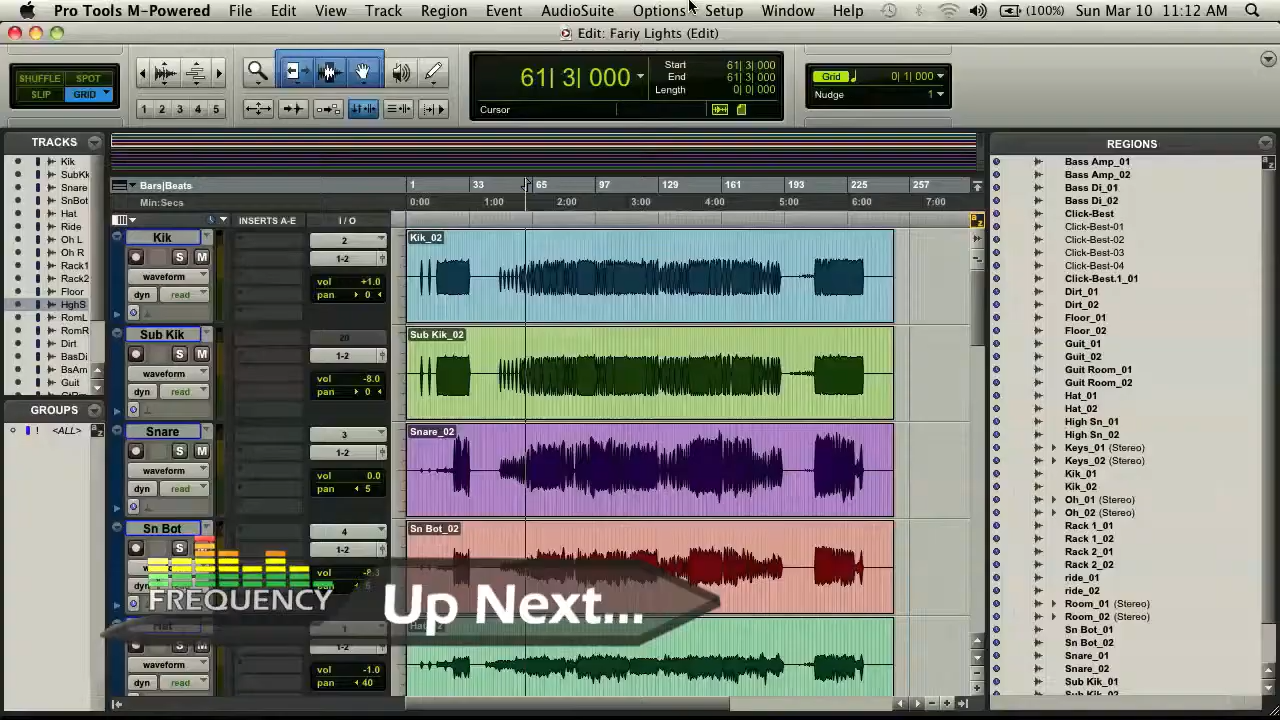 Pro Tools M-Powered File Edit View Track Region Event AudioSuite Options Setup Window Help (100%) Sun Mar 10 11:12 AM
Edit: Fariy Lights (Edit)
SHUFFLE SPOT
SLIP GRID
1 2 3 4 5
61| 3| 000
Start 61| 3| 000
End 61| 3| 000
Length 0| 0| 000
Cursor
Grid 0| 1| 000
Nudge 1
TRACKS
Kik
SubKk
Snare
SnBot
Hat
Ride
Oh L
Oh R
Rack1
Rack2
Floor
HghS
RomL
RomR
Dirt
BasDi
BsAm
Guit
GROUPS
! <ALL>
Bars|Beats 1 33 65 97 129 161 193 225 257
Min:Secs 0:00 1:00 2:00 3:00 4:00 5:00 6:00 7:00
INSERTS A-E I / O
Kik
S M
waveform
dyn read
2
1-2
vol +1.0
pan 0
Kik_02
Sub Kik
S M
waveform
dyn read
20
1-2
vol -8.0
pan 0
Sub Kik_02
Snare
S M
waveform
dyn read
3
1-2
vol 0.0
pan 5
Snare_02
Sn Bot
S
4
1-2
Sn Bot_02
FREQUENCY
Up Next...
1
1-2
M
waveform
dyn read
vol -1.0
pan 40
REGIONS
Bass Amp_01
Bass Amp_02
Bass Di_01
Bass Di_02
Click-Best
Click-Best-01
Click-Best-02
Click-Best-03
Click-Best-04
Click-Best.1_01
Dirt_01
Dirt_02
Floor_01
Floor_02
Guit_01
Guit_02
Guit Room_01
Guit Room_02
Hat_01
Hat_02
High Sn_01
High Sn_02
Keys_01 (Stereo)
Keys_02 (Stereo)
Kik_01
Kik_02
Oh_01 (Stereo)
Oh_02 (Stereo)
Rack 1_01
Rack 1_02
Rack 2_01
Rack 2_02
ride_01
ride_02
Room_01 (Stereo)
Room_02 (Stereo)
Sn Bot_01
Sn Bot_02
Snare_01
Snare_02
Sub Kik_01
Sub Kik_02